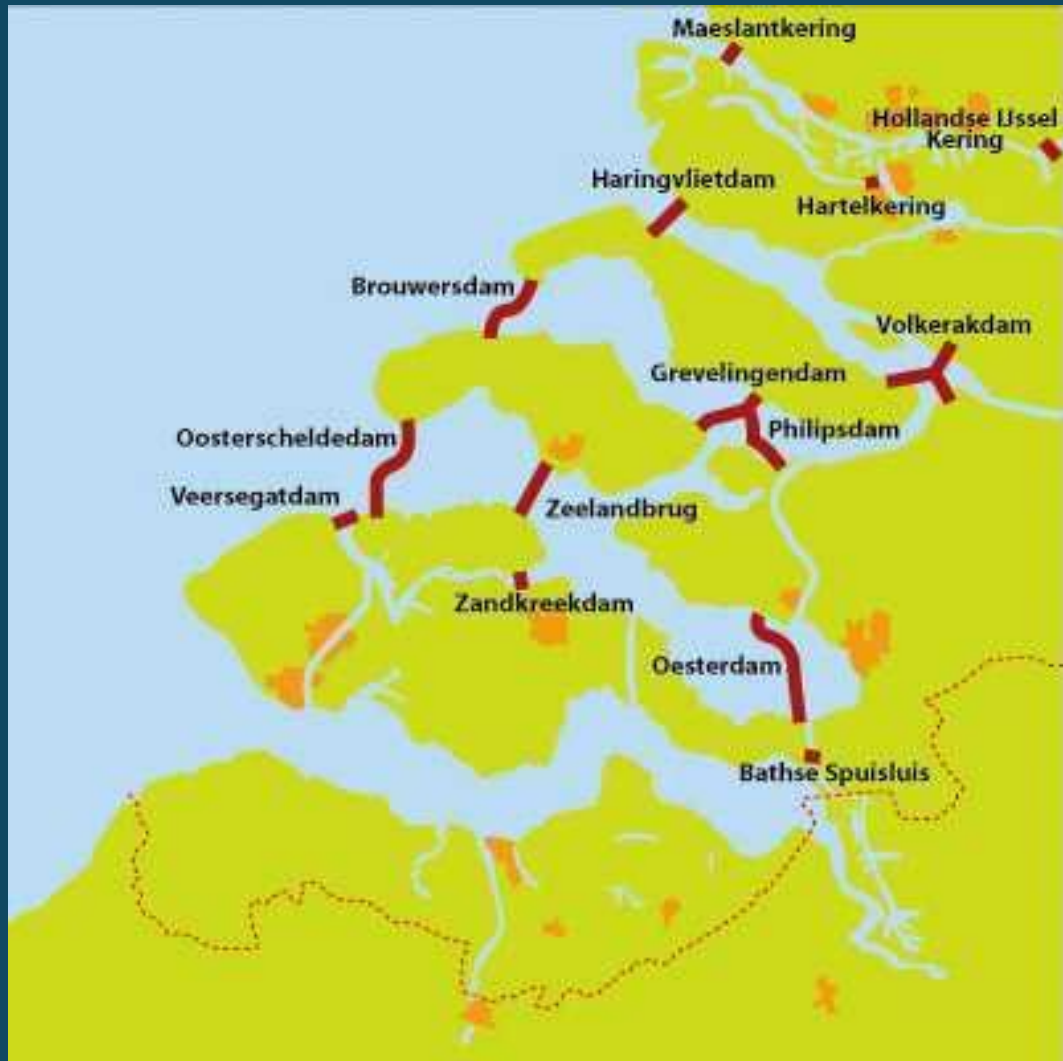 Maeslantkering
Hollandse IJssel
Kering
Haringvlietdam
Hartelkering
Brouwersdam
Volkerakdam
Grevelingendam
Philipsdam
Oosterscheldedam
Veersegatdam
Zeelandbrug
Zandkreekdam
Oesterdam
Bathse Spuisluis